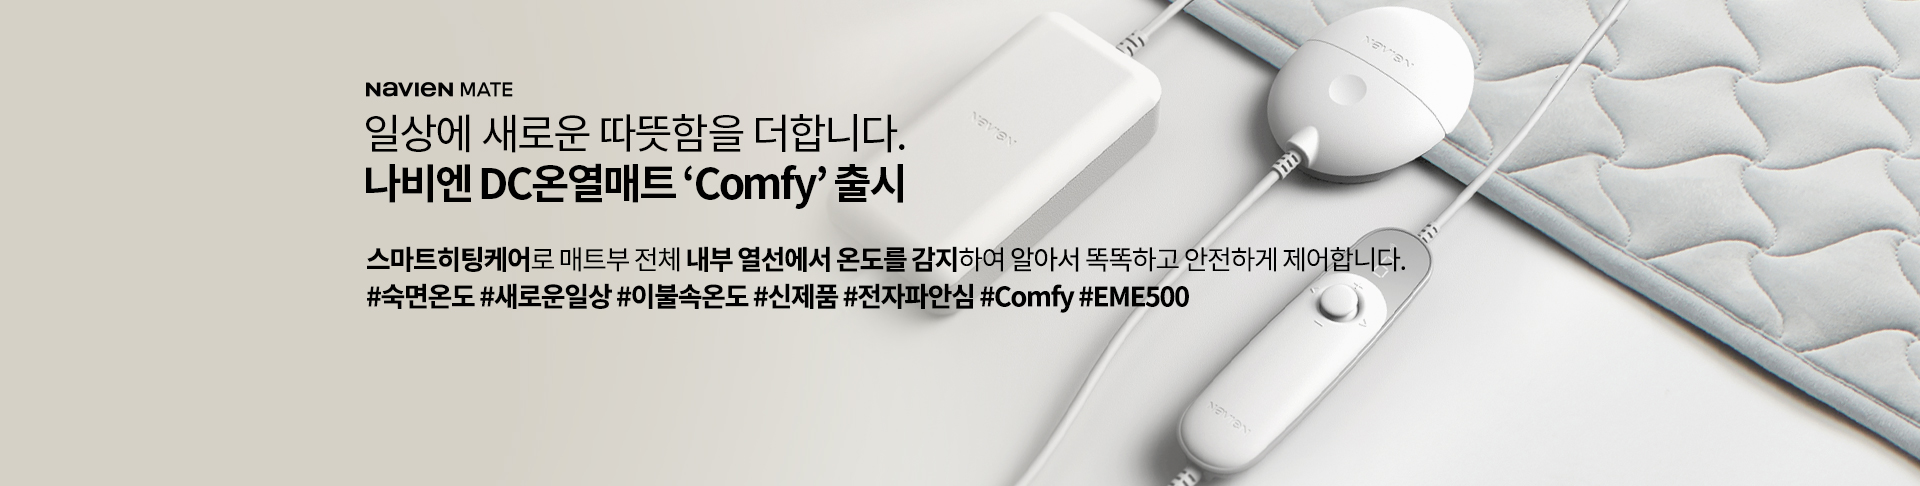 NAVIEN MATE
일상에 새로운 따뜻함을 더합니다.
나비엔 DC온열매트 ‘Comfy’ 출시
스마트히팅케어로 매트부 전체 내부 열선에서 온도를 감지하여 알아서 똑똑하고 안전하게 제어합니다.
#숙면온도 #새로운일상 #이불속온도 #신제품 #전자파안심 #Comfy #EME500
NAVIEN
NAVIEN
NAVIEN